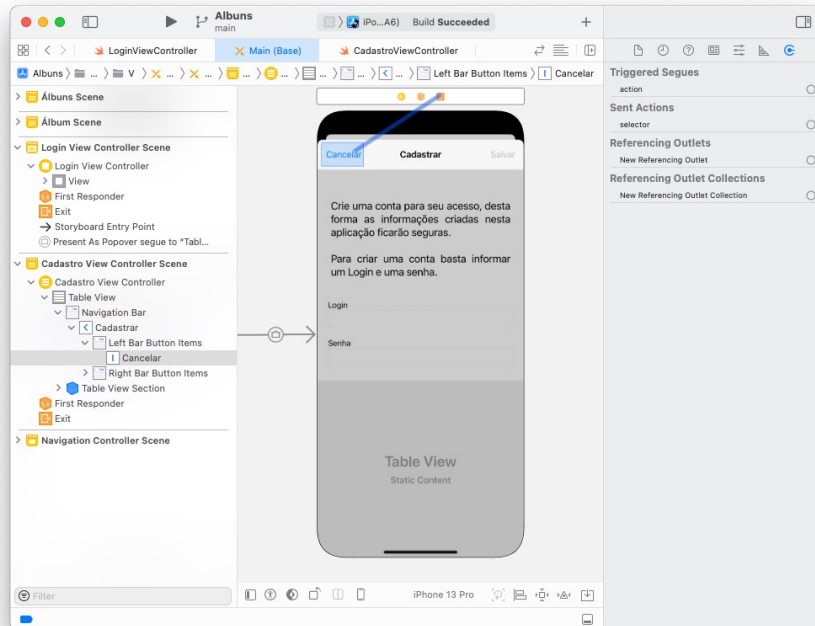 Albuns
main
iPo...A6)
Build Succeeded
LoginViewController
Main (Base)
CadastroViewController
Albuns
...
V
...
...
...
...
...
...
...
Left Bar Button Items
Cancelar
Álbuns Scene
Álbum Scene
Login View Controller Scene
Login View Controller
View
First Responder
Exit
Storyboard Entry Point
Present As Popover segue to "Tabl...
Cadastro View Controller Scene
Cadastro View Controller
Table View
Navigation Bar
Cadastrar
Left Bar Button Items
Cancelar
Right Bar Button Items
Table View Section
First Responder
Exit
Navigation Controller Scene
Filter
Cancelar
Cadastrar
Salvar
Crie uma conta para seu acesso, desta
forma as informações criadas nesta
aplicação ficarão seguras.
Para criar uma conta basta informar
um Login e uma senha.
Login
Senha
Table View
Static Content
iPhone 13 Pro
Triggered Segues
action
Sent Actions
selector
Referencing Outlets
New Referencing Outlet
Referencing Outlet Collections
New Referencing Outlet Collection